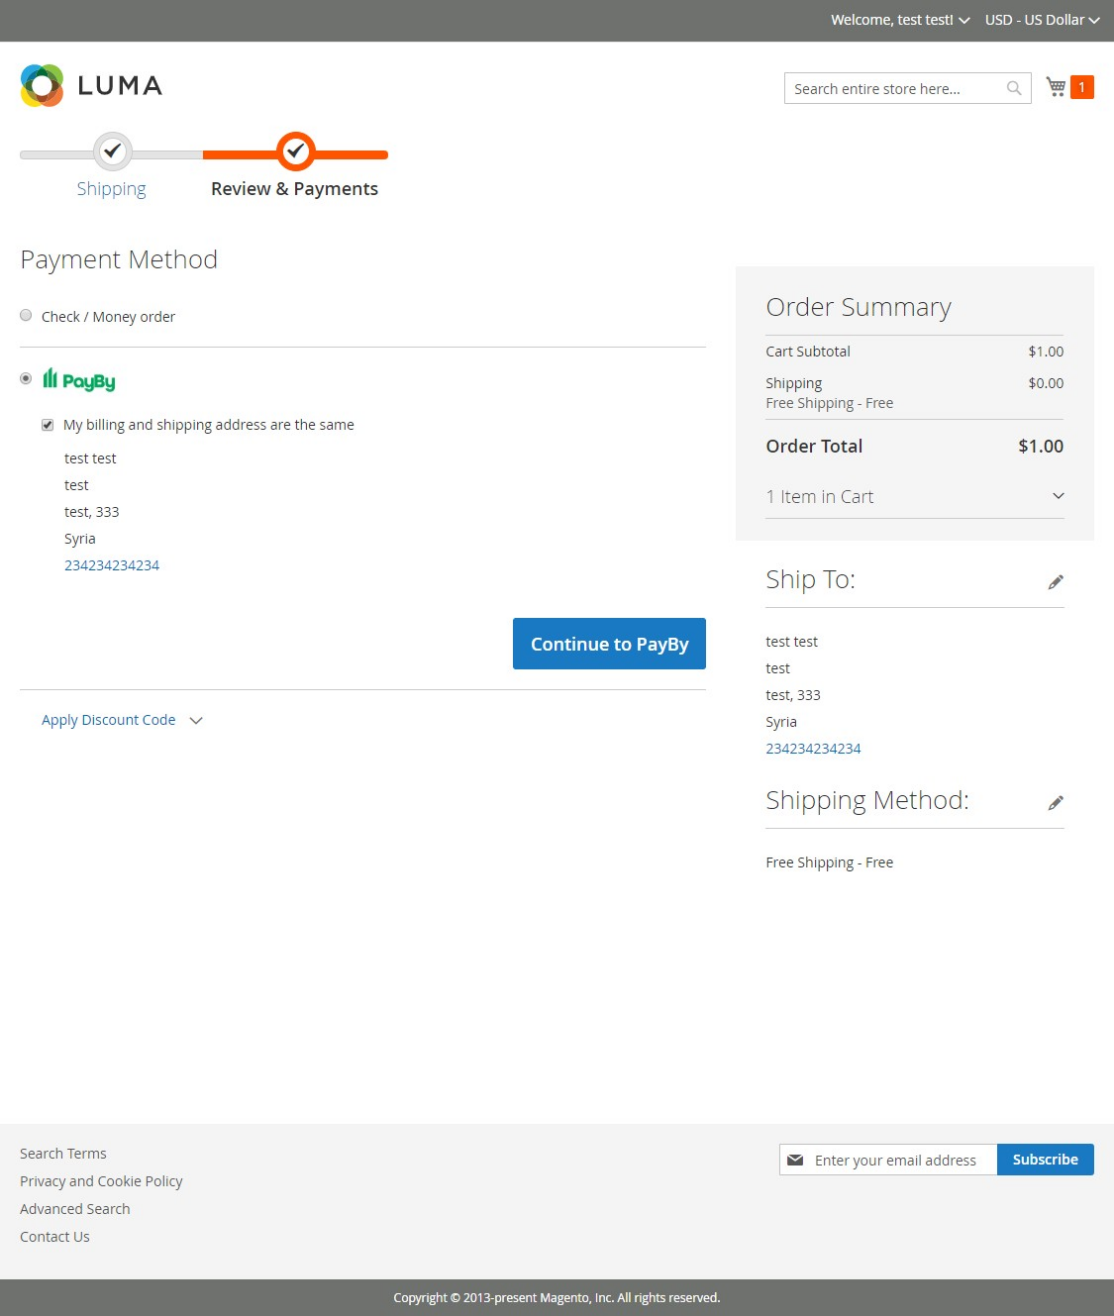 Welcome, test test! USD - US Dollar
LUMA
Search entire store here... 1
Shipping Review & Payments
Payment Method
Check / Money order
PayBy
My billing and shipping address are the same
test test
test
test, 333
Syria
234234234234
Continue to PayBy
Apply Discount Code
Order Summary
Cart Subtotal $1.00
Shipping $0.00
Free Shipping - Free
Order Total $1.00
1 Item in Cart
Ship To:
test test
test
test, 333
Syria
234234234234
Shipping Method:
Free Shipping - Free
Search Terms
Privacy and Cookie Policy
Advanced Search
Contact Us
Enter your email address Subscribe
Copyright © 2013-present Magento, Inc. All rights reserved.